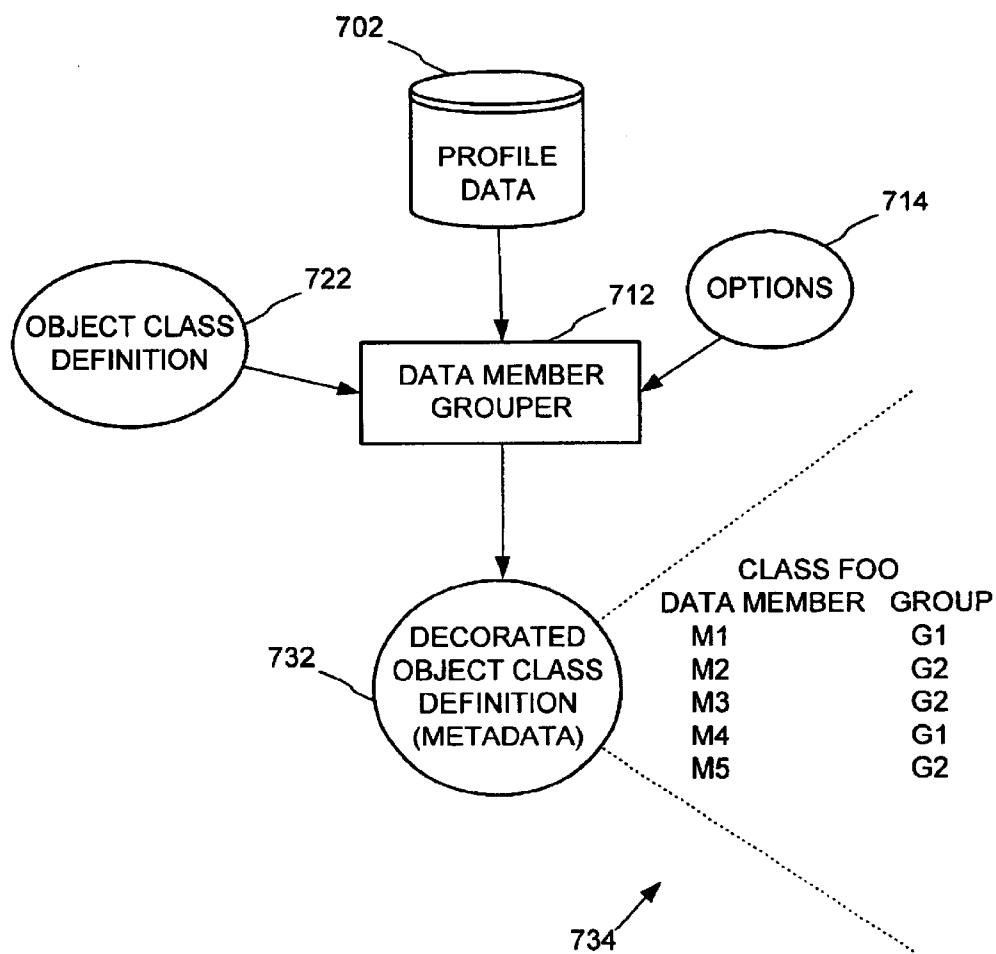 702
PROFILE
DATA
714
OPTIONS
722
OBJECT CLASS
DEFINITION
712
DATA MEMBER
GROUPER
CLASS FOO
DATA MEMBER GROUP
M1 G1
M2 G2
M3 G2
M4 G1
M5 G2
732
DECORATED
OBJECT CLASS
DEFINITION
(METADATA)
734